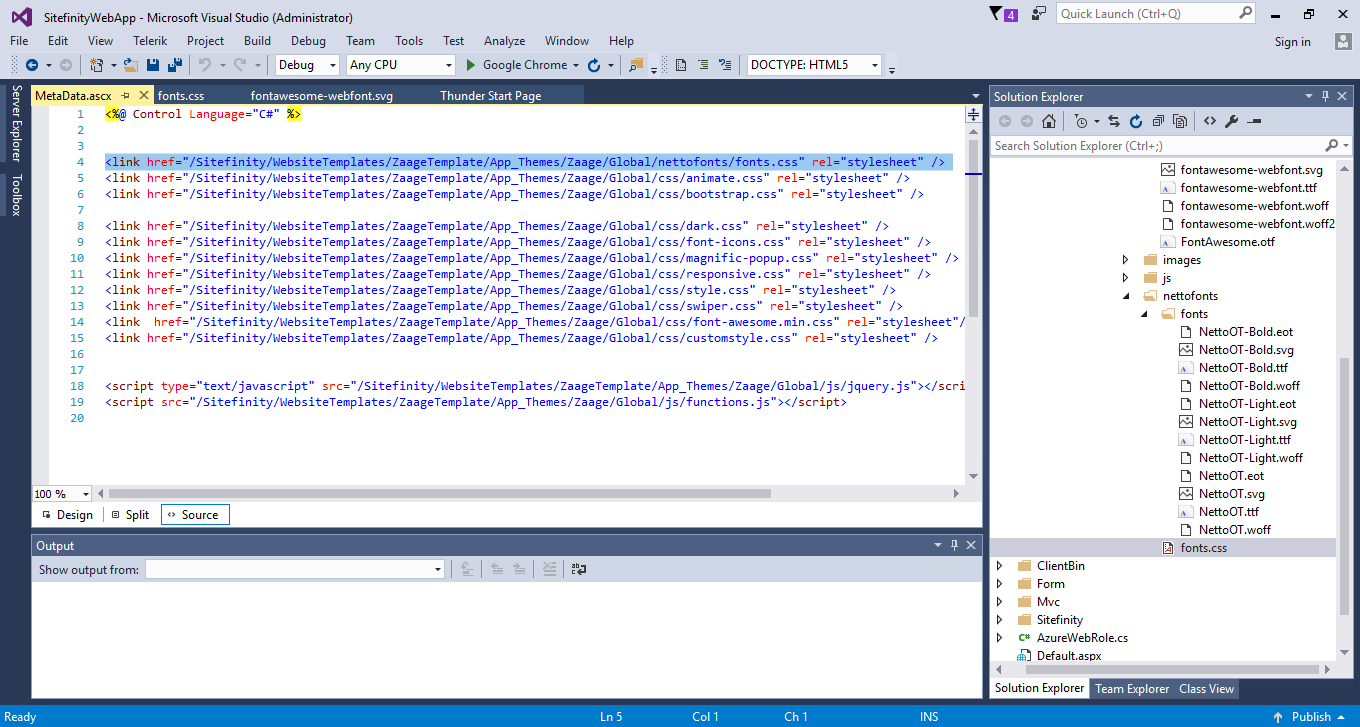 SitefinityWebApp - Microsoft Visual Studio (Administrator)
4
Quick Launch (Ctrl+Q)
File Edit View Telerik Project Build Debug Team Tools Test Analyze Window Help
Sign in
Debug Any CPU Google Chrome DOCTYPE: HTML5
Server Explorer
Toolbox
MetaData.ascx fonts.css fontawesome-webfont.svg Thunder Start Page
1 <%@ Control Language="C#" %>
2
3
4 <link href="/Sitefinity/WebsiteTemplates/ZaageTemplate/App_Themes/Zaage/Global/nettofonts/fonts.css" rel="stylesheet" />
5 <link href="/Sitefinity/WebsiteTemplates/ZaageTemplate/App_Themes/Zaage/Global/css/animate.css" rel="stylesheet" />
6 <link href="/Sitefinity/WebsiteTemplates/ZaageTemplate/App_Themes/Zaage/Global/css/bootstrap.css" rel="stylesheet" />
7
8 <link href="/Sitefinity/WebsiteTemplates/ZaageTemplate/App_Themes/Zaage/Global/css/dark.css" rel="stylesheet" />
9 <link href="/Sitefinity/WebsiteTemplates/ZaageTemplate/App_Themes/Zaage/Global/css/font-icons.css" rel="stylesheet" />
10 <link href="/Sitefinity/WebsiteTemplates/ZaageTemplate/App_Themes/Zaage/Global/css/magnific-popup.css" rel="stylesheet" />
11 <link href="/Sitefinity/WebsiteTemplates/ZaageTemplate/App_Themes/Zaage/Global/css/responsive.css" rel="stylesheet" />
12 <link href="/Sitefinity/WebsiteTemplates/ZaageTemplate/App_Themes/Zaage/Global/css/style.css" rel="stylesheet" />
13 <link href="/Sitefinity/WebsiteTemplates/ZaageTemplate/App_Themes/Zaage/Global/css/swiper.css" rel="stylesheet" />
14 <link  href="/Sitefinity/WebsiteTemplates/ZaageTemplate/App_Themes/Zaage/Global/css/font-awesome.min.css" rel="stylesheet"/
15 <link href="/Sitefinity/WebsiteTemplates/ZaageTemplate/App_Themes/Zaage/Global/css/customstyle.css" rel="stylesheet" />
16
17
18 <script type="text/javascript" src="/Sitefinity/WebsiteTemplates/ZaageTemplate/App_Themes/Zaage/Global/js/jquery.js"></scri
19 <script src="/Sitefinity/WebsiteTemplates/ZaageTemplate/App_Themes/Zaage/Global/js/functions.js"></script>
20
100 %
Design Split Source
Output
Show output from:
Solution Explorer
Search Solution Explorer (Ctrl+;)
fontawesome-webfont.svg
fontawesome-webfont.ttf
fontawesome-webfont.woff
fontawesome-webfont.woff2
FontAwesome.otf
images
js
nettofonts
fonts
NettoOT-Bold.eot
NettoOT-Bold.svg
NettoOT-Bold.ttf
NettoOT-Bold.woff
NettoOT-Light.eot
NettoOT-Light.svg
NettoOT-Light.ttf
NettoOT-Light.woff
NettoOT.eot
NettoOT.svg
NettoOT.ttf
NettoOT.woff
fonts.css
ClientBin
Form
Mvc
Sitefinity
C# AzureWebRole.cs
Default.aspx
Solution Explorer Team Explorer Class View
Ready Ln 5 Col 1 Ch 1 INS Publish